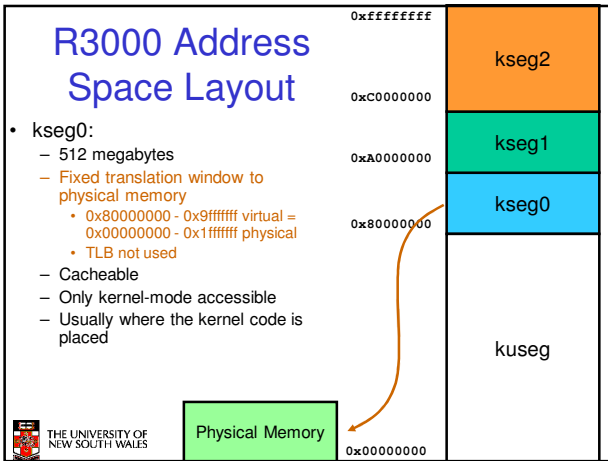 R3000 Address
Space Layout
• kseg0:
– 512 megabytes
– Fixed translation window to
physical memory
• 0x80000000 - 0x9fffffff virtual =
0x00000000 - 0x1fffffff physical
• TLB not used
– Cacheable
– Only kernel-mode accessible
– Usually where the kernel code is
placed
0xffffffff
kseg2
0xC0000000
kseg1
0xA0000000
kseg0
0x80000000
kuseg
Physical Memory
0x00000000
THE UNIVERSITY OF
NEW SOUTH WALES